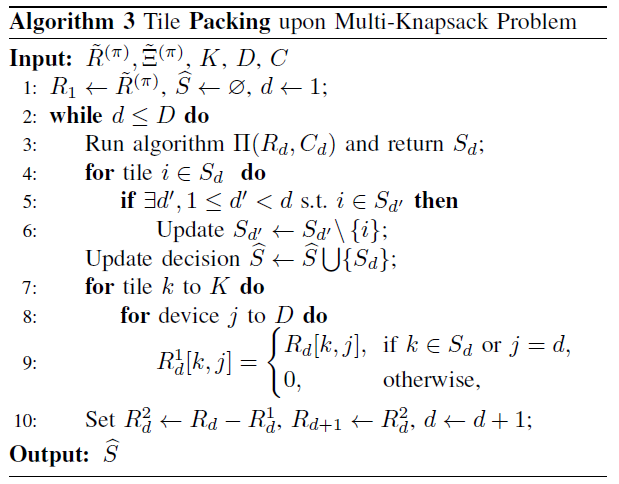 Algorithm 3 Tile Packing upon Multi-Knapsack Problem
Input: R̃^(π), Ξ̃^(π), K, D, C
1: R₁ ← R̃^(π), Ŝ ← ∅, d ← 1;
2: while d ≤ D do
3: Run algorithm Π(R_d, C_d) and return S_d;
4: for tile i ∈ S_d do
5: if ∃d′, 1 ≤ d′ < d s.t. i ∈ S_d′ then
6: Update S_d′ ← S_d′\{i};
Update decision Ŝ ← Ŝ ⋃{S_d};
7: for tile k to K do
8: for device j to D do
9: R_d^1[k, j] = { R_d[k, j], if k ∈ S_d or j = d,
0, otherwise,
10: Set R_d^2 ← R_d − R_d^1, R_{d+1} ← R_d^2, d ← d + 1;
Output: Ŝ